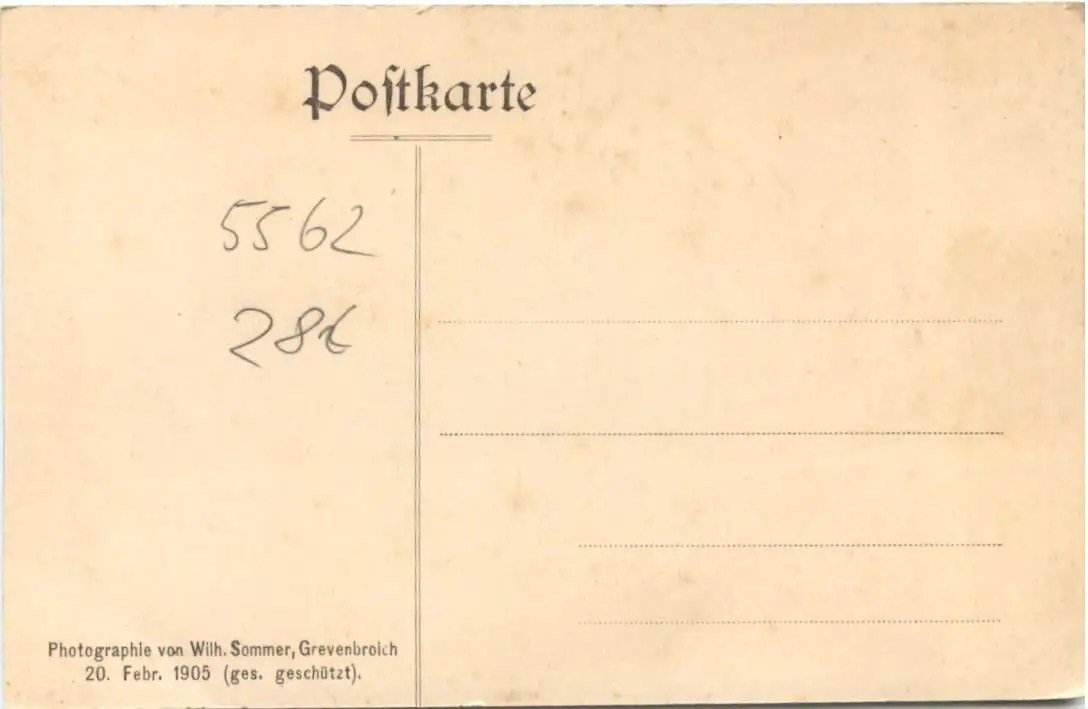 Poſtkarte
5562
28€
Photographie von Wilh. Sommer, Grevenbroich
20. Febr. 1905 (ges. geschützt).